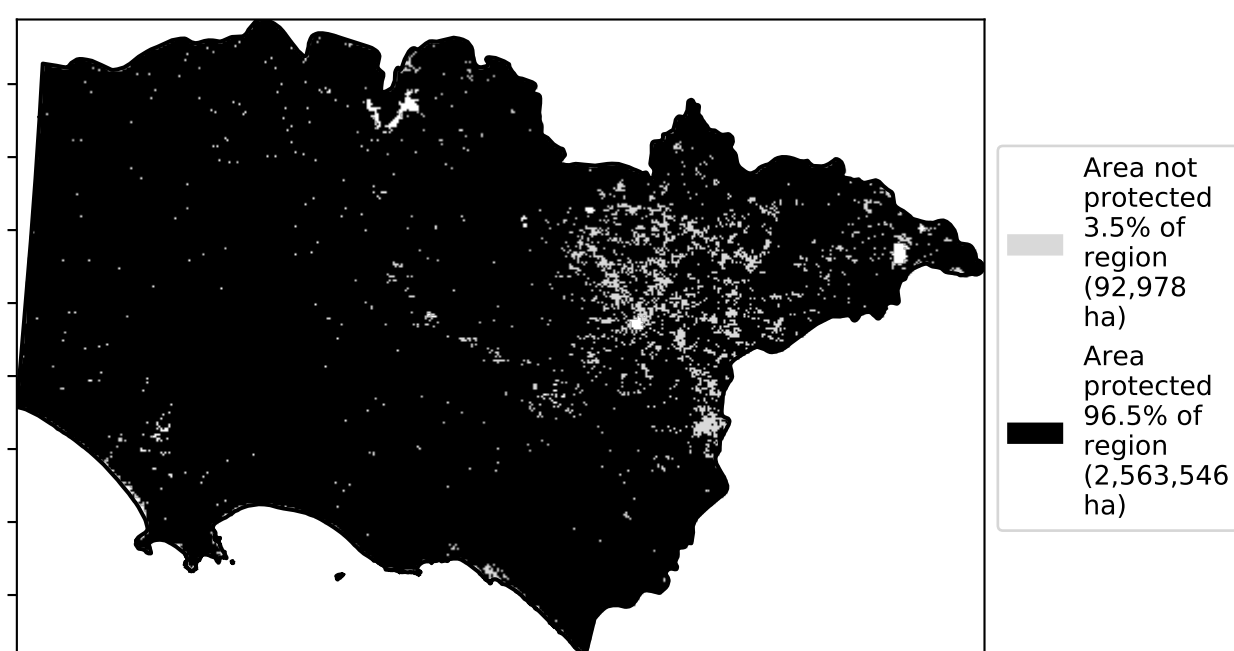 Area not
protected
3.5% of
region
(92,978
ha)
Area
protected
96.5% of
region
(2,563,546
ha)